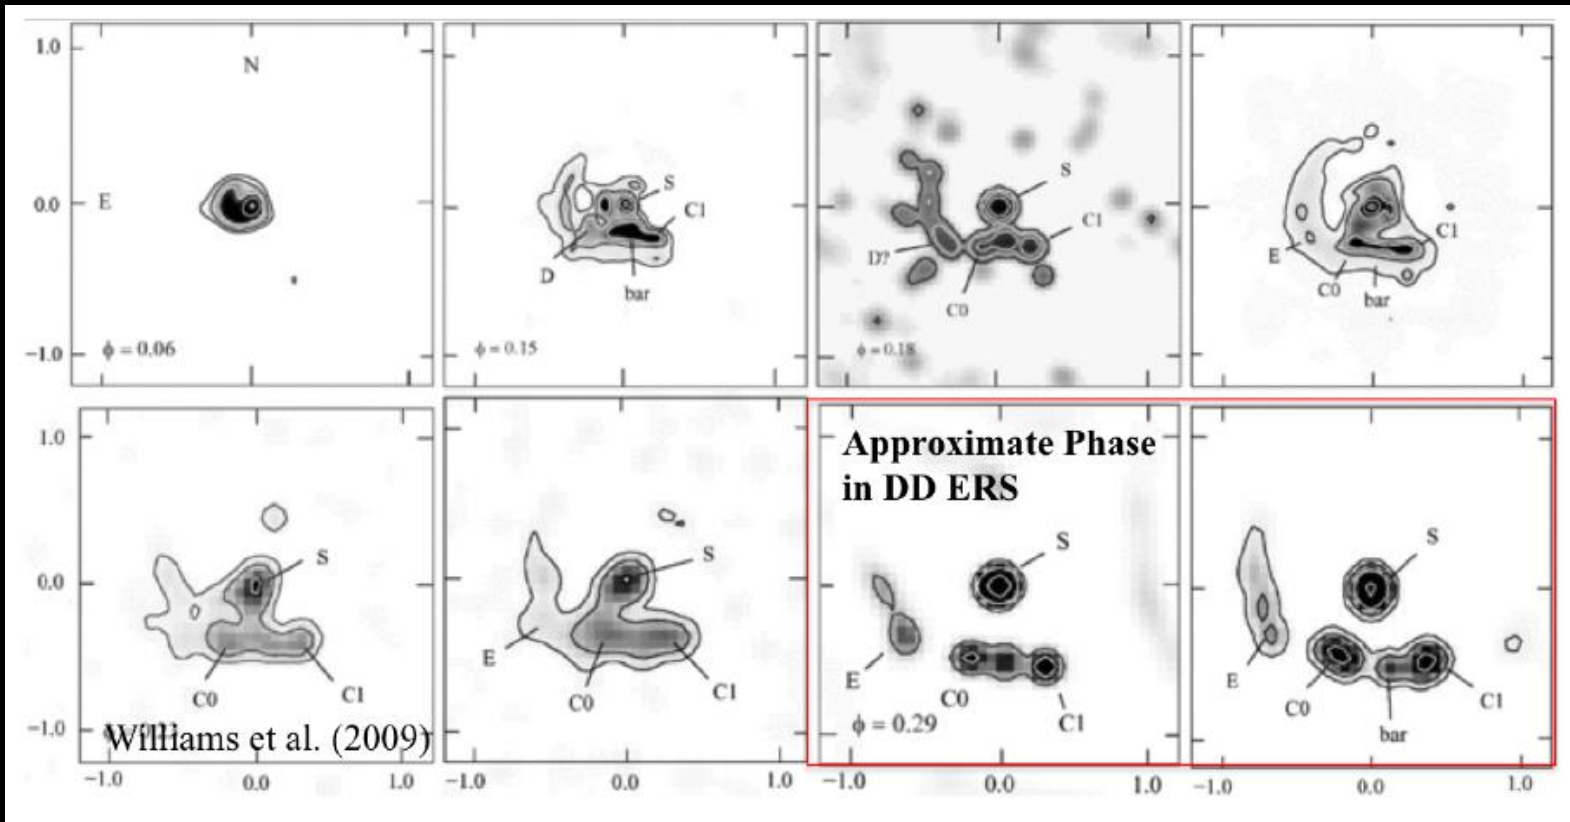 1.0
N
E
0.0
−1.0
ϕ = 0.06
S
C1
D
bar
ϕ = 0.15
S
C1
D?
C0
ϕ = 0.18
E
C1
C0
bar
1.0
0.0
−1.0
S
C0
C1
Williams et al. (2009)
−1.0
0.0
1.0
S
E
C0
C1
−1.0
0.0
1.0
Approximate Phase
in DD ERS
S
E
C0
C1
ϕ = 0.29
−1.0
0.0
1.0
S
E
C0
C1
bar
−1.0
0.0
1.0